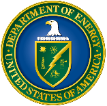 DEPARTMENT OF ENERGY
UNITED STATES OF AMERICA